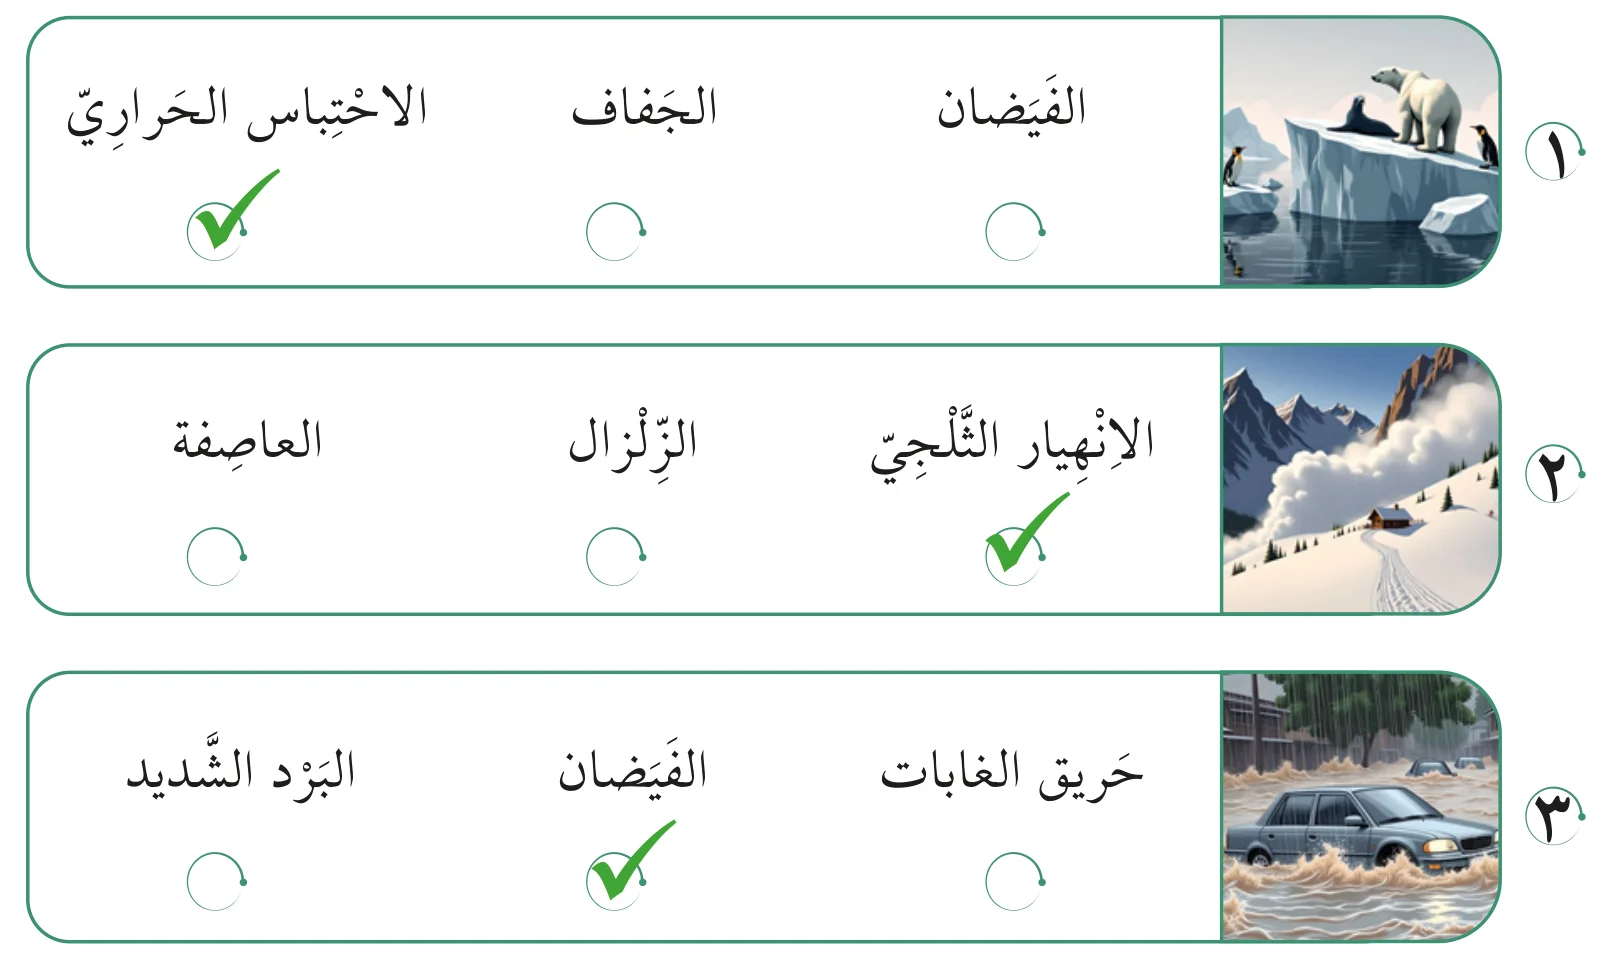 ١
الفَيَضان الجَفاف الاحْتِباس الحَرارِيّ
٢
الاِنْهِيار الثَّلْجِيّ الزِّلْزال العاصِفة
٣
حَريق الغابات الفَيَضان البَرْد الشَّديد